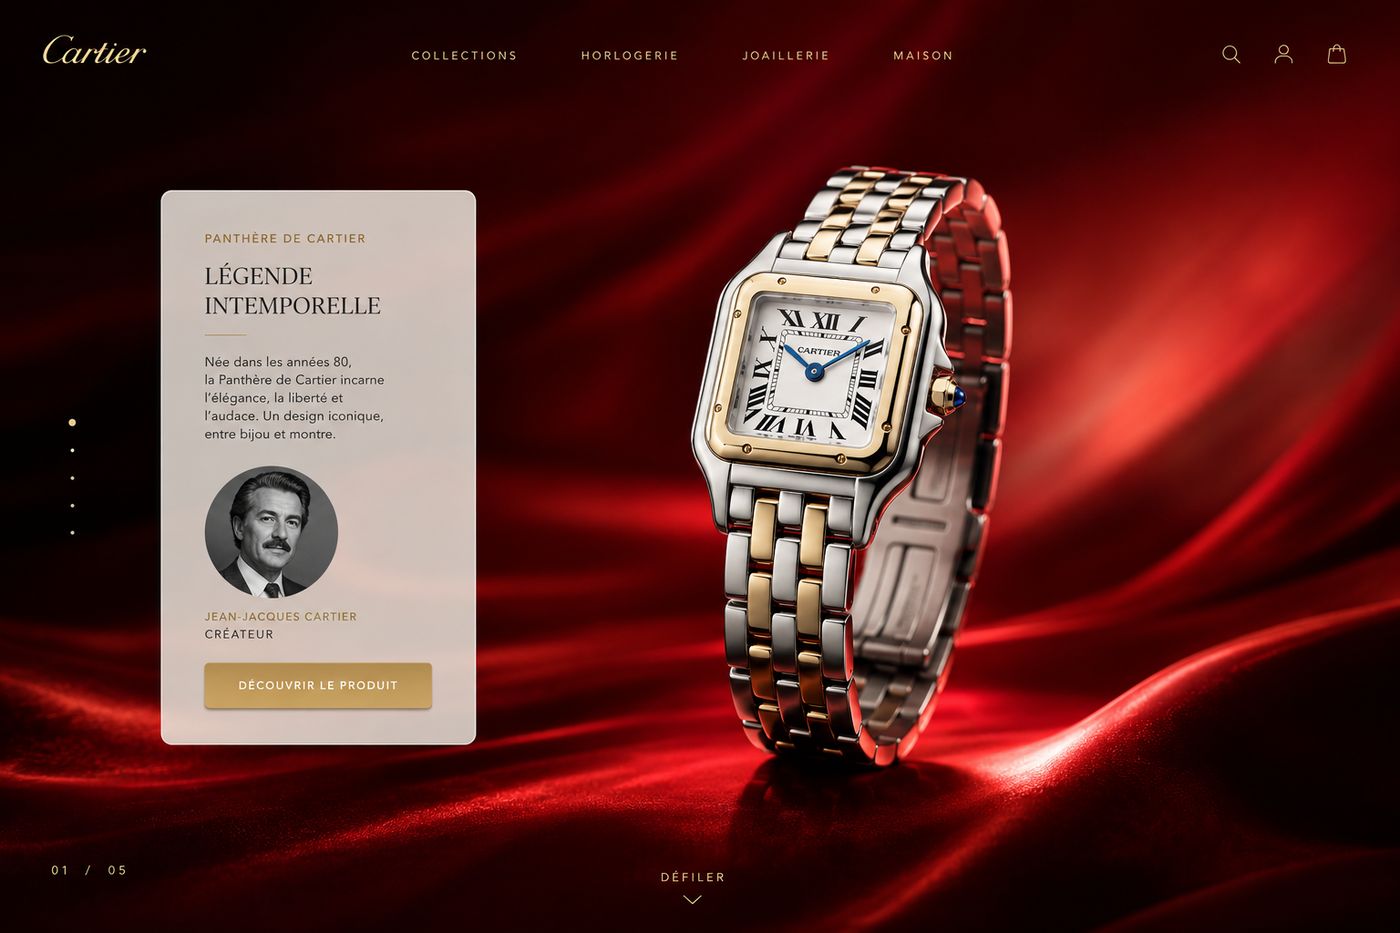 Cartier
COLLECTIONS
HORLOGERIE
JOAILLERIE
MAISON
PANTHÈRE DE CARTIER
LÉGENDE
INTEMPORELLE
Née dans les années 80,
la Panthère de Cartier incarne
l’élégance, la liberté et
l’audace. Un design iconique,
entre bijou et montre.
JEAN-JACQUES CARTIER
CRÉATEUR
DÉCOUVRIR LE PRODUIT
XI XII I
CARTIER
01 / 05
DÉFILER